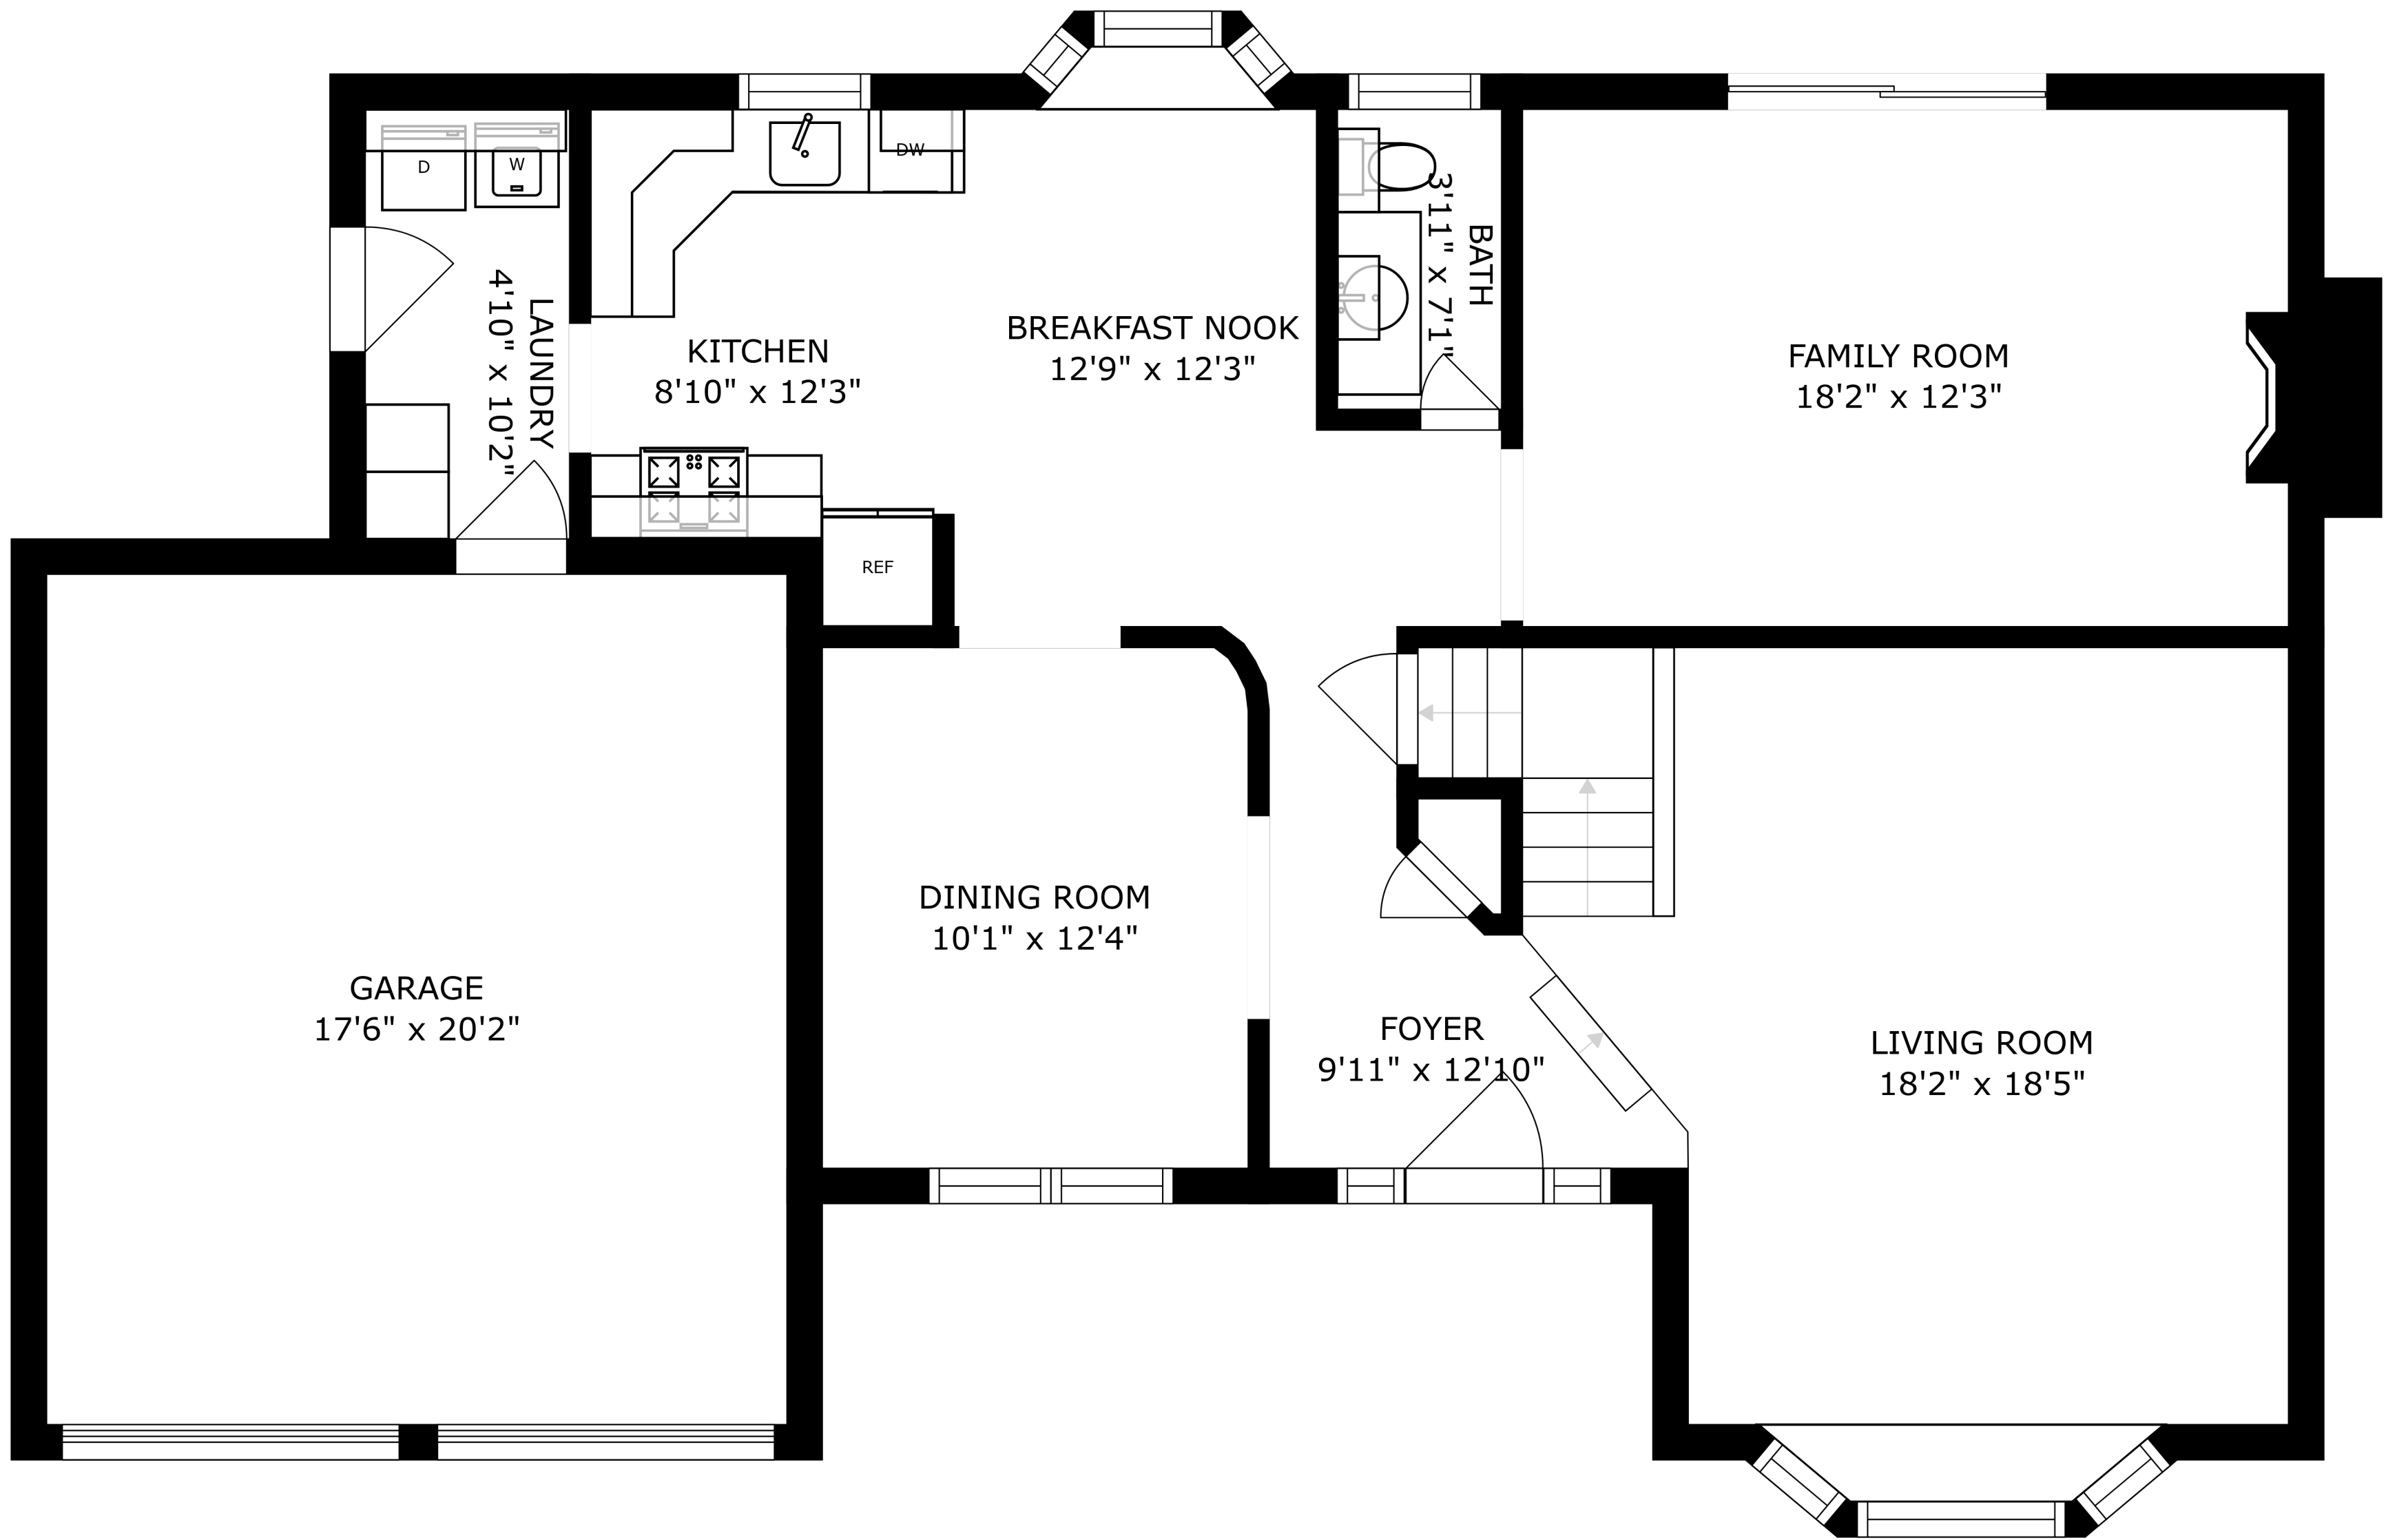 D
W
DW
LAUNDRY
4'10" x 10'2"
KITCHEN
8'10" x 12'3"
BREAKFAST NOOK
12'9" x 12'3"
BATH
3'11" x 7'1"
FAMILY ROOM
18'2" x 12'3"
REF
DINING ROOM
10'1" x 12'4"
GARAGE
17'6" x 20'2"
FOYER
9'11" x 12'10"
LIVING ROOM
18'2" x 18'5"